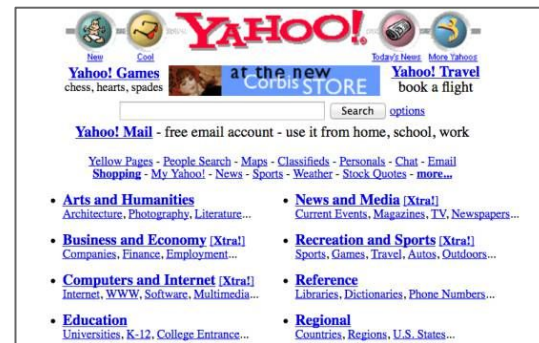 YAHOO!
New Cool Today's News More Yahoos
Yahoo! Games
chess, hearts, spades
at the new
Corbis STORE
Yahoo! Travel
book a flight
Search options
Yahoo! Mail - free email account - use it from home, school, work
Yellow Pages - People Search - Maps - Classifieds - Personals - Chat - Email
Shopping - My Yahoo! - News - Sports - Weather - Stock Quotes - more...
• Arts and Humanities
Architecture, Photography, Literature...
• News and Media [Xtra!]
Current Events, Magazines, TV, Newspapers...
• Business and Economy [Xtra!]
Companies, Finance, Employment...
• Recreation and Sports [Xtra!]
Sports, Games, Travel, Autos, Outdoors...
• Computers and Internet [Xtra!]
Internet, WWW, Software, Multimedia...
• Reference
Libraries, Dictionaries, Phone Numbers...
• Education
Universities, K-12, College Entrance...
• Regional
Countries, Regions, U.S. States...